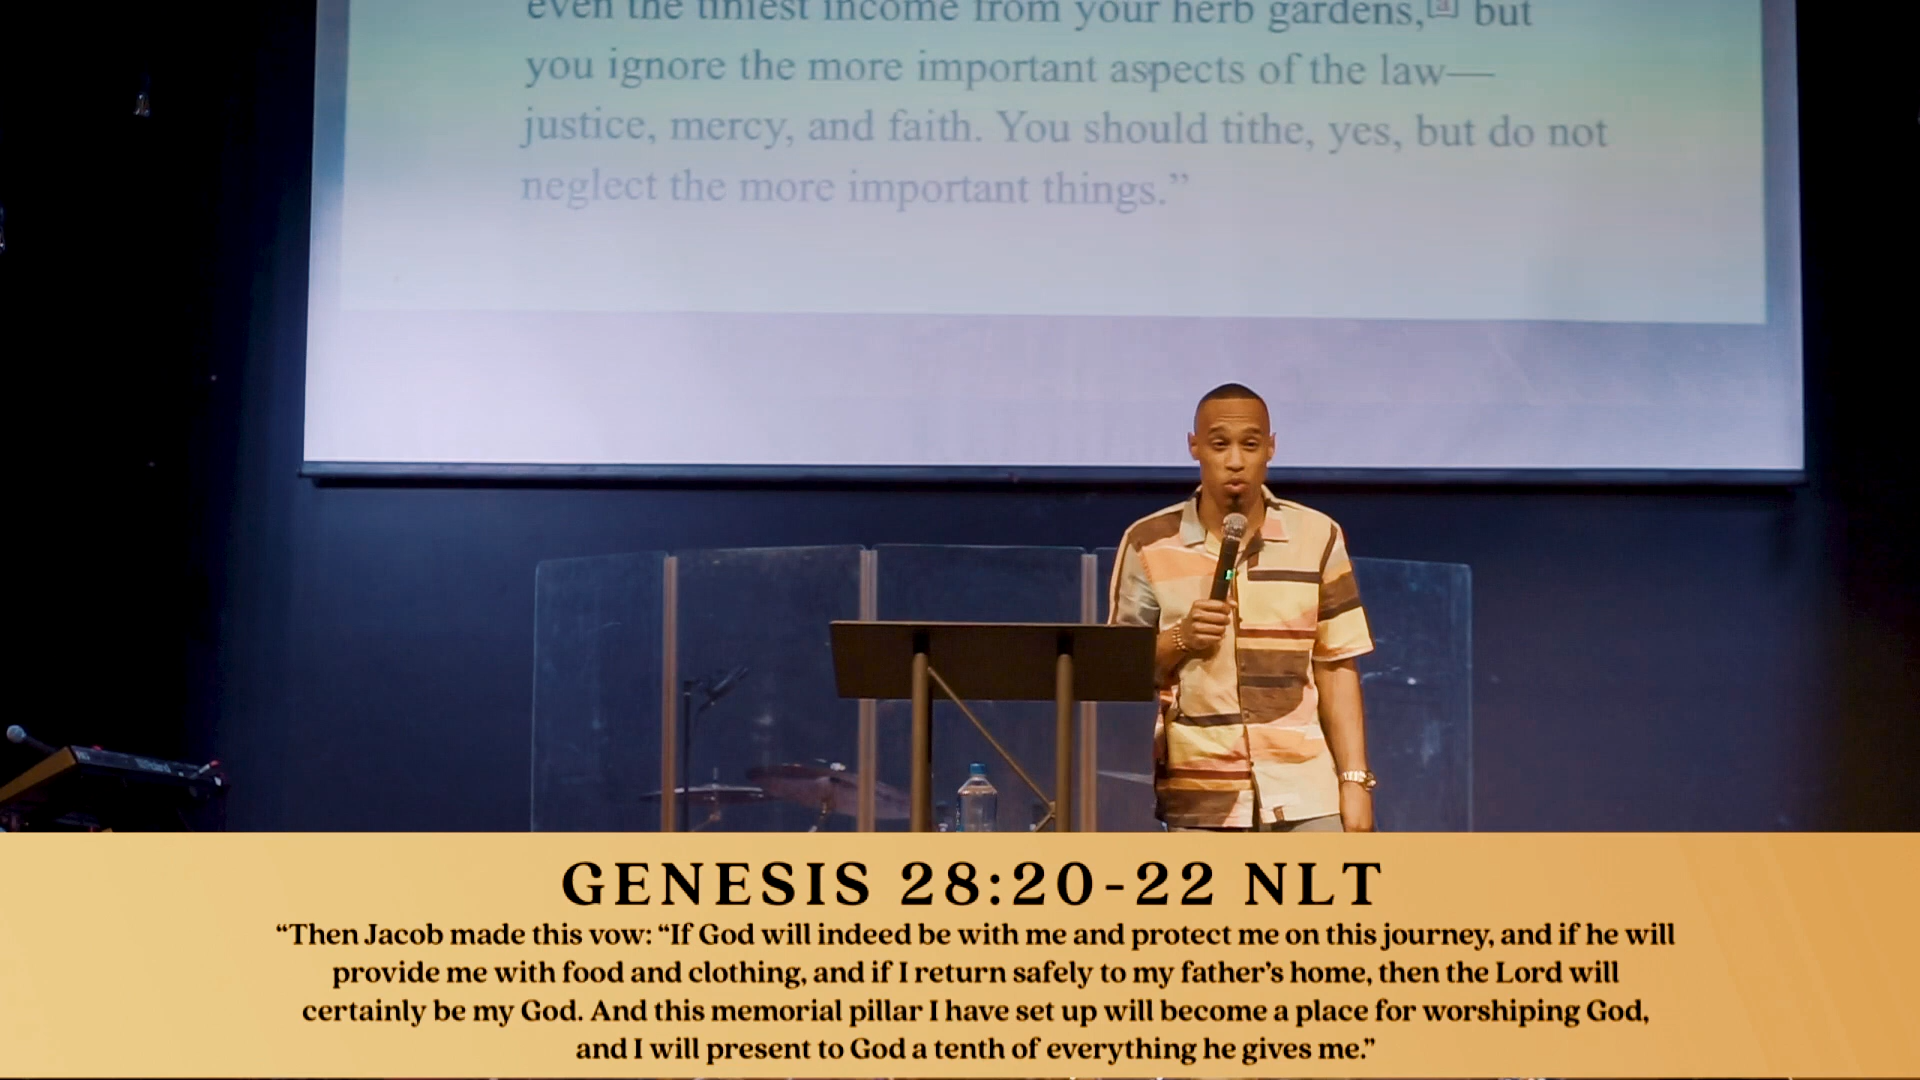 even the tiniest income from your herb gardens,[a] but
you ignore the more important aspects of the law—
justice, mercy, and faith. You should tithe, yes, but do not
neglect the more important things.”
GENESIS 28:20-22 NLT
“Then Jacob made this vow: “If God will indeed be with me and protect me on this journey, and if he will
provide me with food and clothing, and if I return safely to my father’s home, then the Lord will
certainly be my God. And this memorial pillar I have set up will become a place for worshiping God,
and I will present to God a tenth of everything he gives me.”